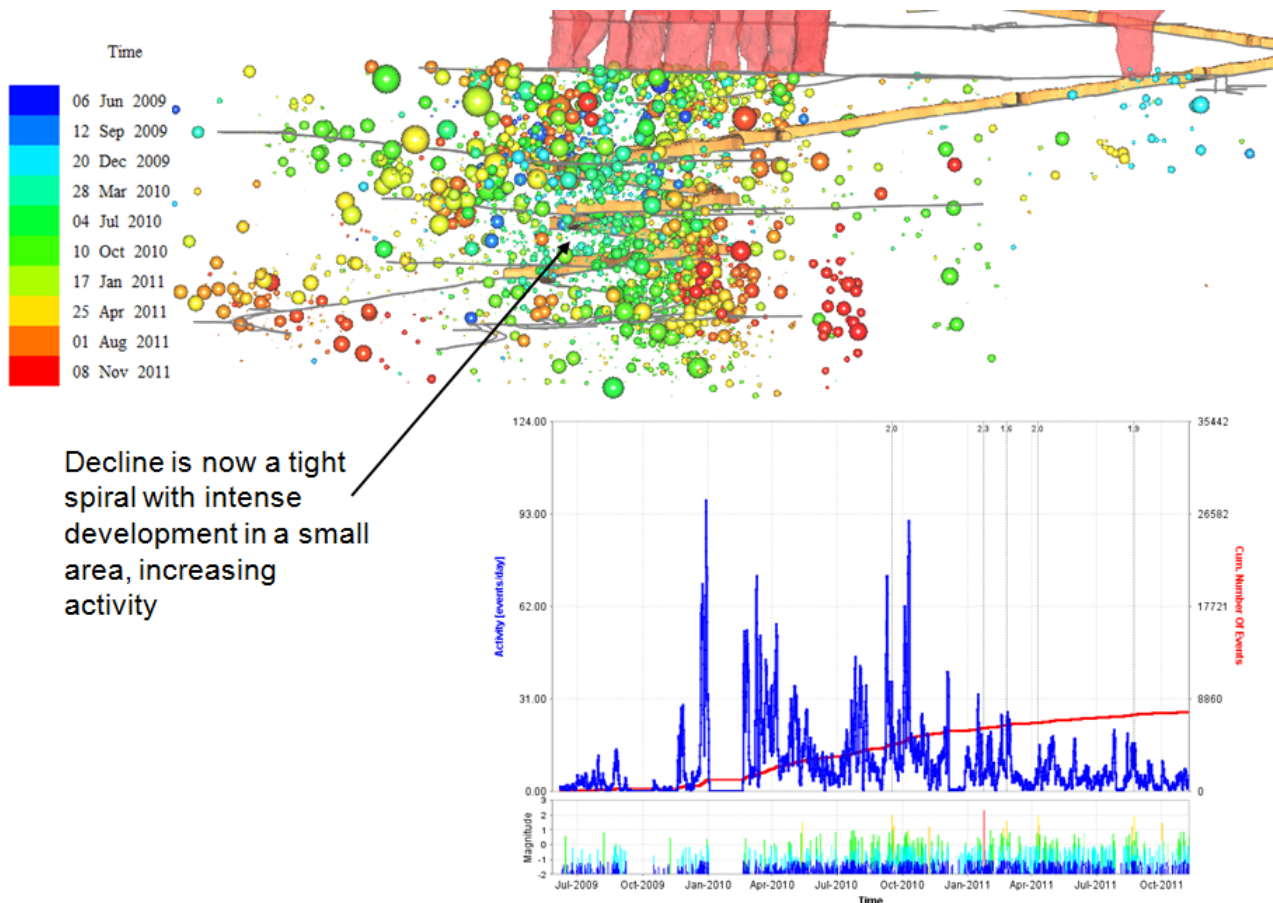 Time
06 Jun 2009
12 Sep 2009
20 Dec 2009
28 Mar 2010
04 Jul 2010
10 Oct 2010
17 Jan 2011
25 Apr 2011
01 Aug 2011
08 Nov 2011
Decline is now a tight
spiral with intense
development in a small
area, increasing
activity
124.00
93.00
62.00
31.00
0.00
Activity [events/day]
2,0
2,3
1,6
2,0
1,9
35442
26582
17721
8860
0
Cum. Number Of Events
3
2
1
0
-1
-2
Magnitude
Jul-2009
Oct-2009
Jan-2010
Apr-2010
Jul-2010
Oct-2010
Jan-2011
Apr-2011
Jul-2011
Oct-2011
Time